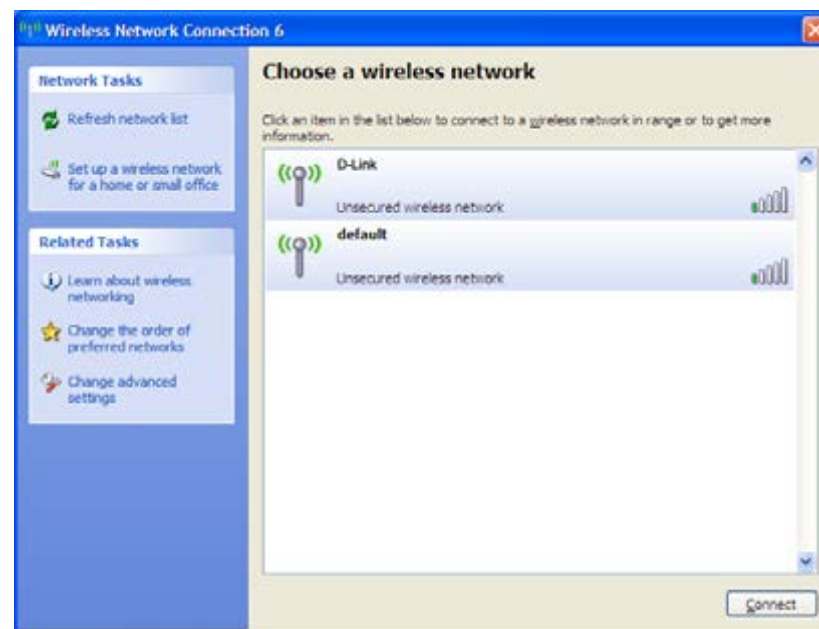 Wireless Network Connection 6
Network Tasks
Refresh network list
Set up a wireless network
for a home or small office
Related Tasks
Learn about wireless
networking
Change the order of
preferred networks
Change advanced
settings
Choose a wireless network
Click an item in the list below to connect to a wireless network in range or to get more
information.
D-Link
Unsecured wireless network
default
Unsecured wireless network
Connect